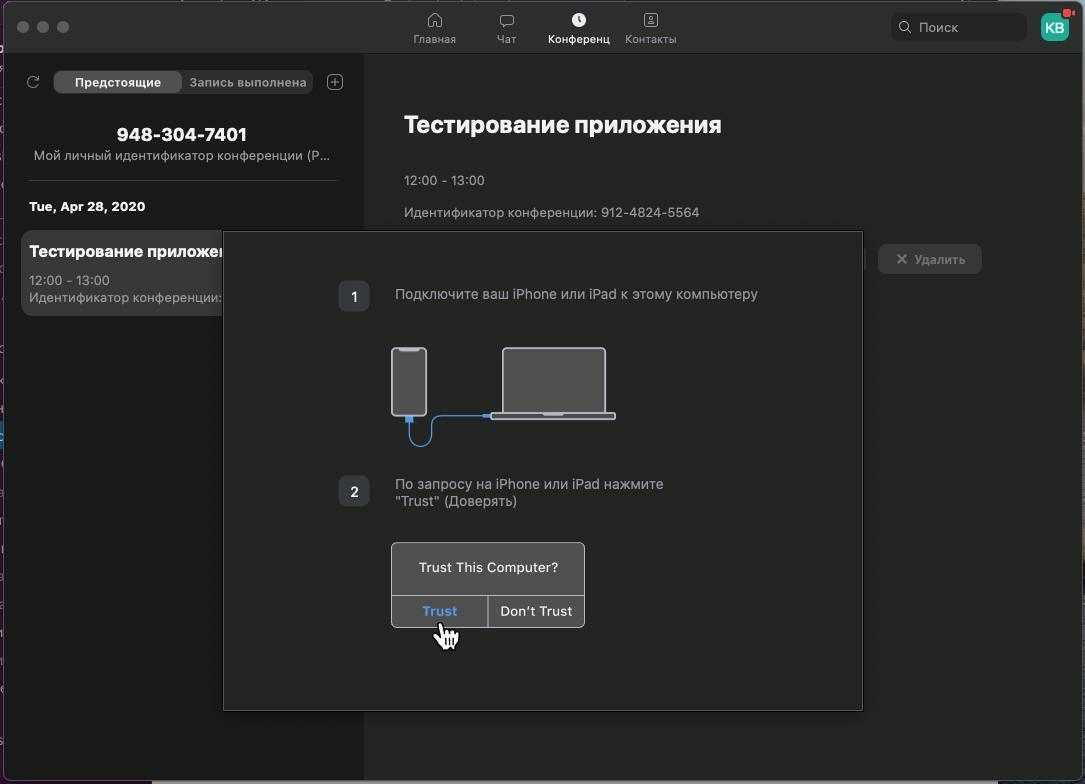 Главная
Чат
Конференц
Контакты
Поиск
КВ
Предстоящие
Запись выполнена
948-304-7401
Мой личный идентификатор конференции (P...
Tue, Apr 28, 2020
Тестирование приложе
12:00 - 13:00
Идентификатор конференции:
Тестирование приложения
12:00 - 13:00
Идентификатор конференции: 912-4824-5564
Удалить
1
Подключите ваш iPhone или iPad к этому компьютеру
2
По запросу на iPhone или iPad нажмите
"Trust" (Доверять)
Trust This Computer?
Trust
Don't Trust